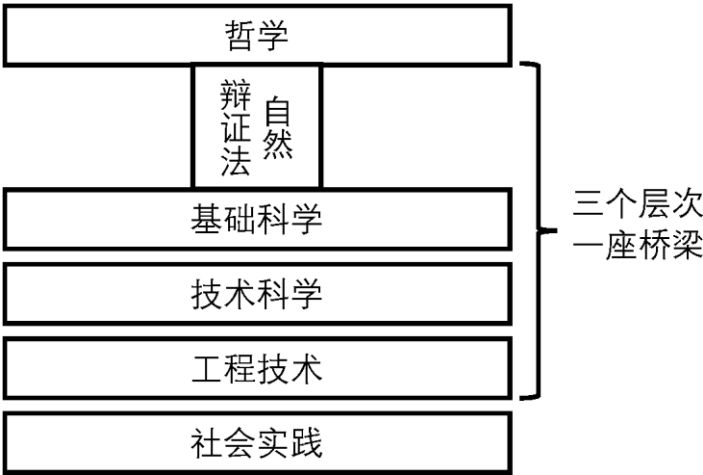 哲学
自然
辩证法
基础科学
技术科学
工程技术
社会实践
三个层次
一座桥梁